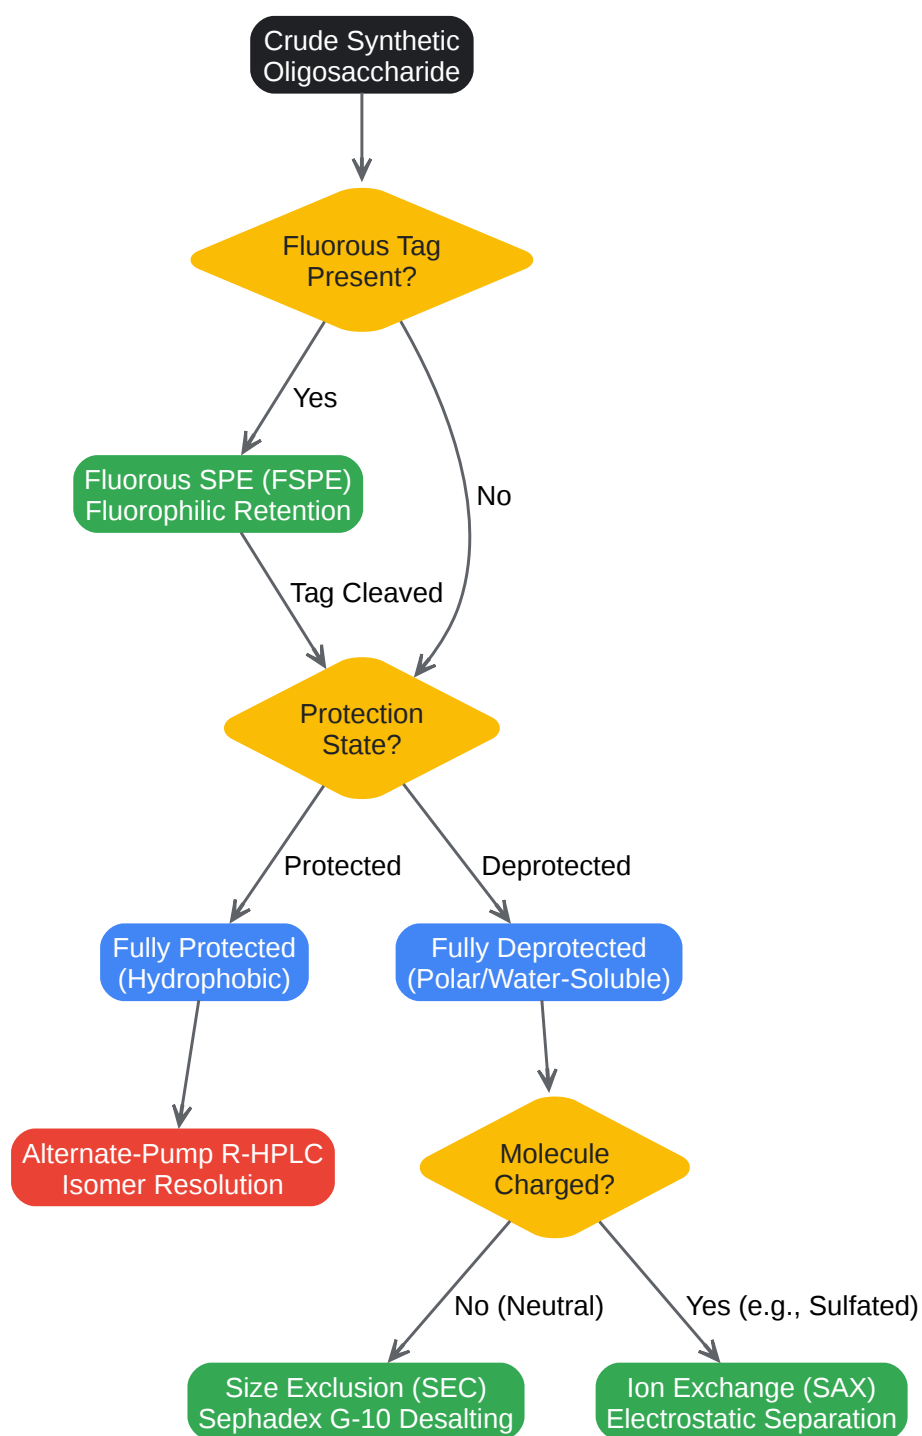 Crude Synthetic
Oligosaccharide
Fluorous Tag
Present?
Yes
Fluorous SPE (FSPE)
Fluorophilic Retention
No
Tag Cleaved
Protection
State?
Protected
Deprotected
Fully Protected
(Hydrophobic)
Fully Deprotected
(Polar/Water-Soluble)
Alternate-Pump R-HPLC
Isomer Resolution
Molecule
Charged?
No (Neutral)
Yes (e.g., Sulfated)
Size Exclusion (SEC)
Sephadex G-10 Desalting
Ion Exchange (SAX)
Electrostatic Separation